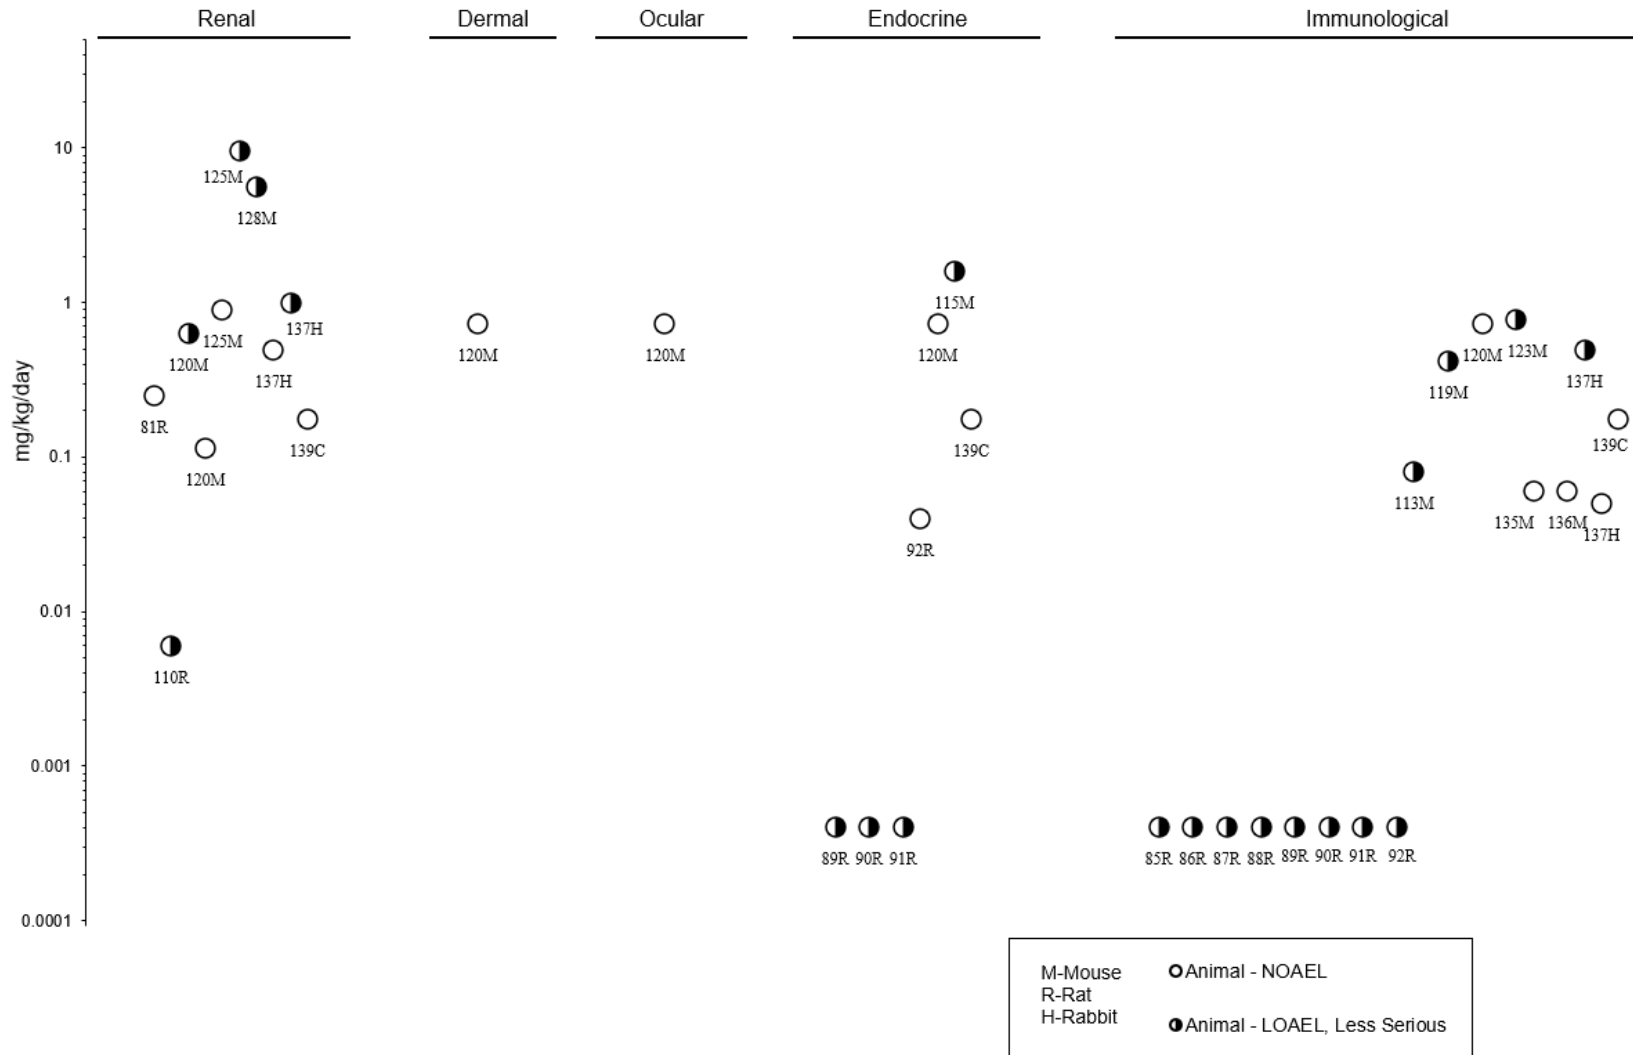 Renal Dermal Ocular Endocrine Immunological
mg/kg/day
10
1
0.1
0.01
0.001
0.0001
125M
128M
125M
137H
120M
137H
81R
120M
139C
110R
120M
120M
115M
120M
139C
92R
89R 90R 91R
120M
123M
119M
137H
139C
113M
135M
136M
137H
85R 86R 87R 88R 89R 90R 91R 92R
M-Mouse
R-Rat
H-Rabbit
Animal - NOAEL
Animal - LOAEL, Less Serious